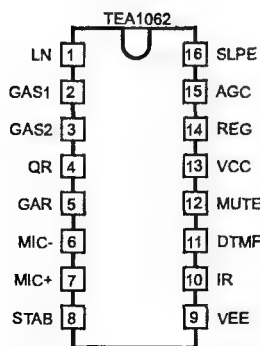 TEA1062
LN 1 16 SLPE
GAS1 2 15 AGC
GAS2 3 14 REG
QR 4 13 VCC
GAR 5 12 MUTE
MIC- 6 11 DTMF
MIC+ 7 10 IR
STAB 8 9 VEE